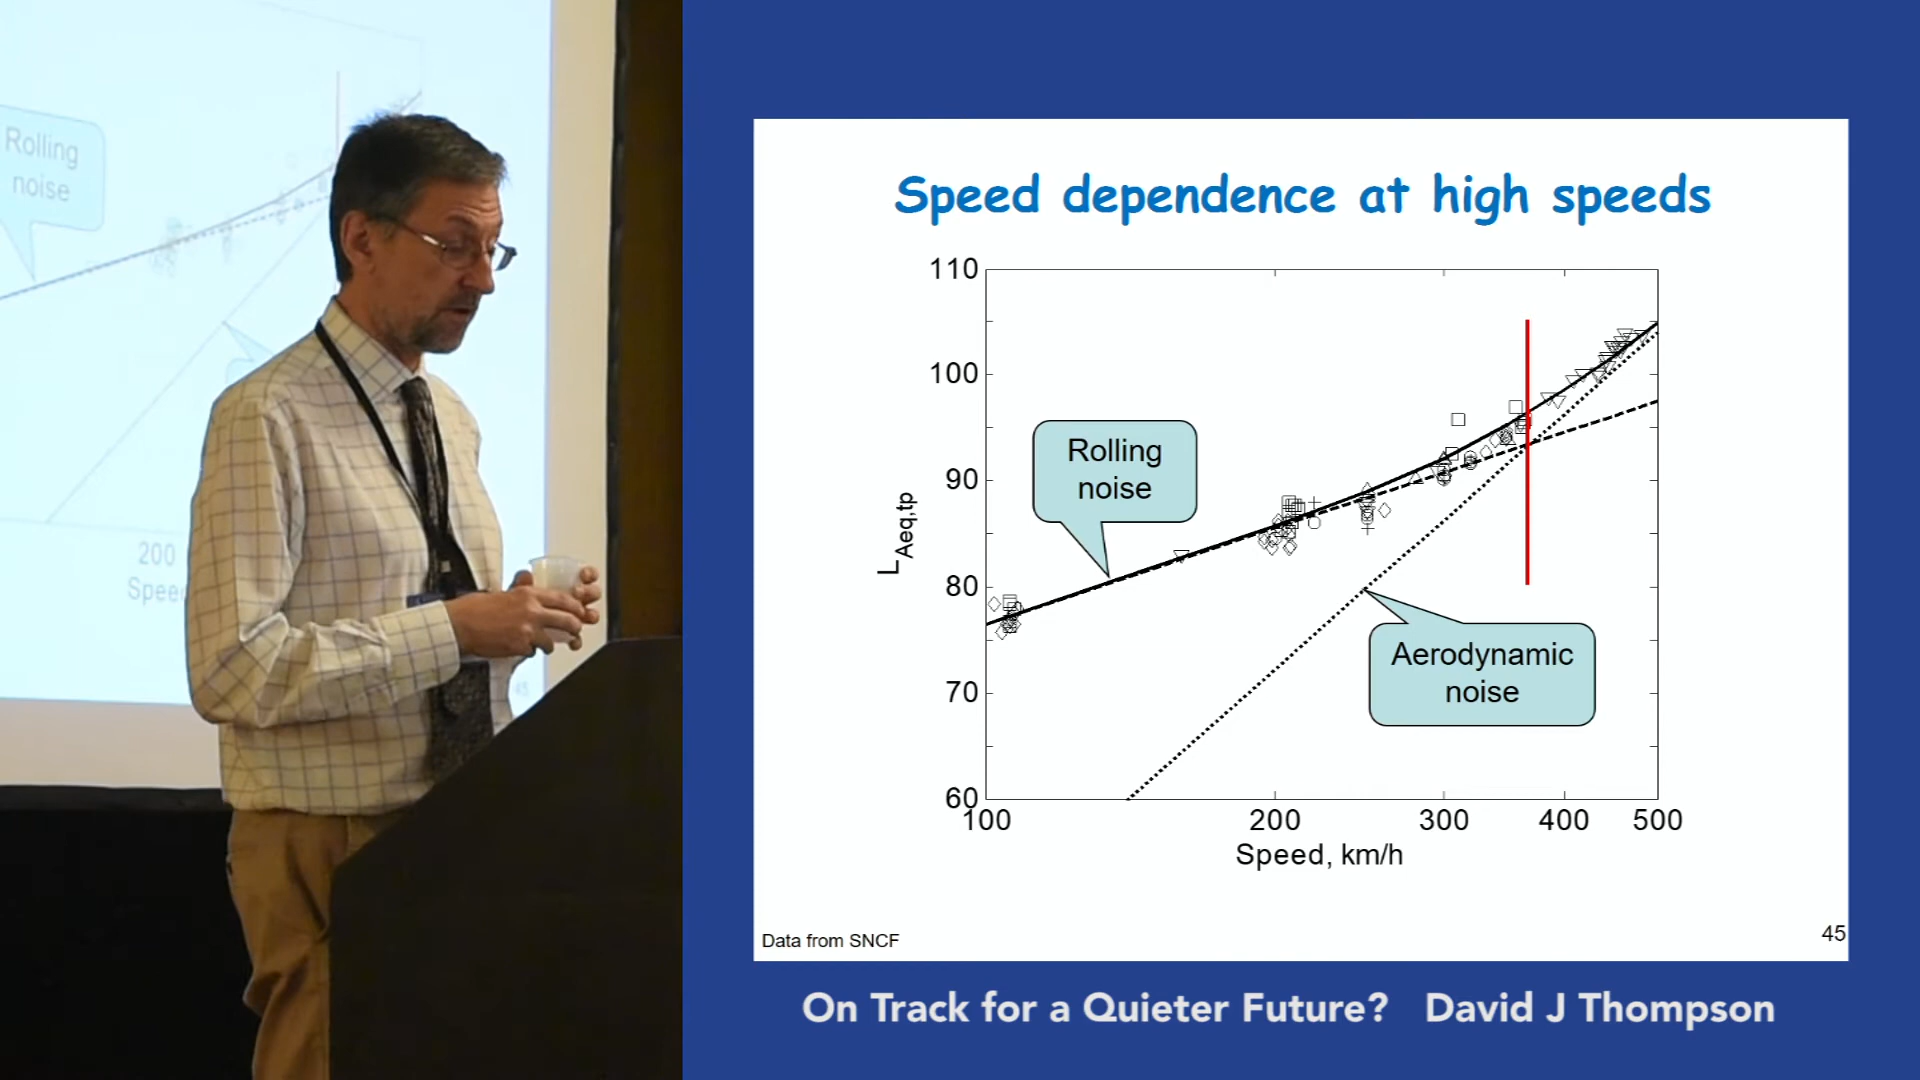 Rolling
noise
200
Spee
45
Speed dependence at high speeds
110
100
90
80
70
60
L_Aeq,tp
Rolling
noise
Aerodynamic
noise
100 200 300 400 500
Speed, km/h
Data from SNCF
45
On Track for a Quieter Future? David J Thompson